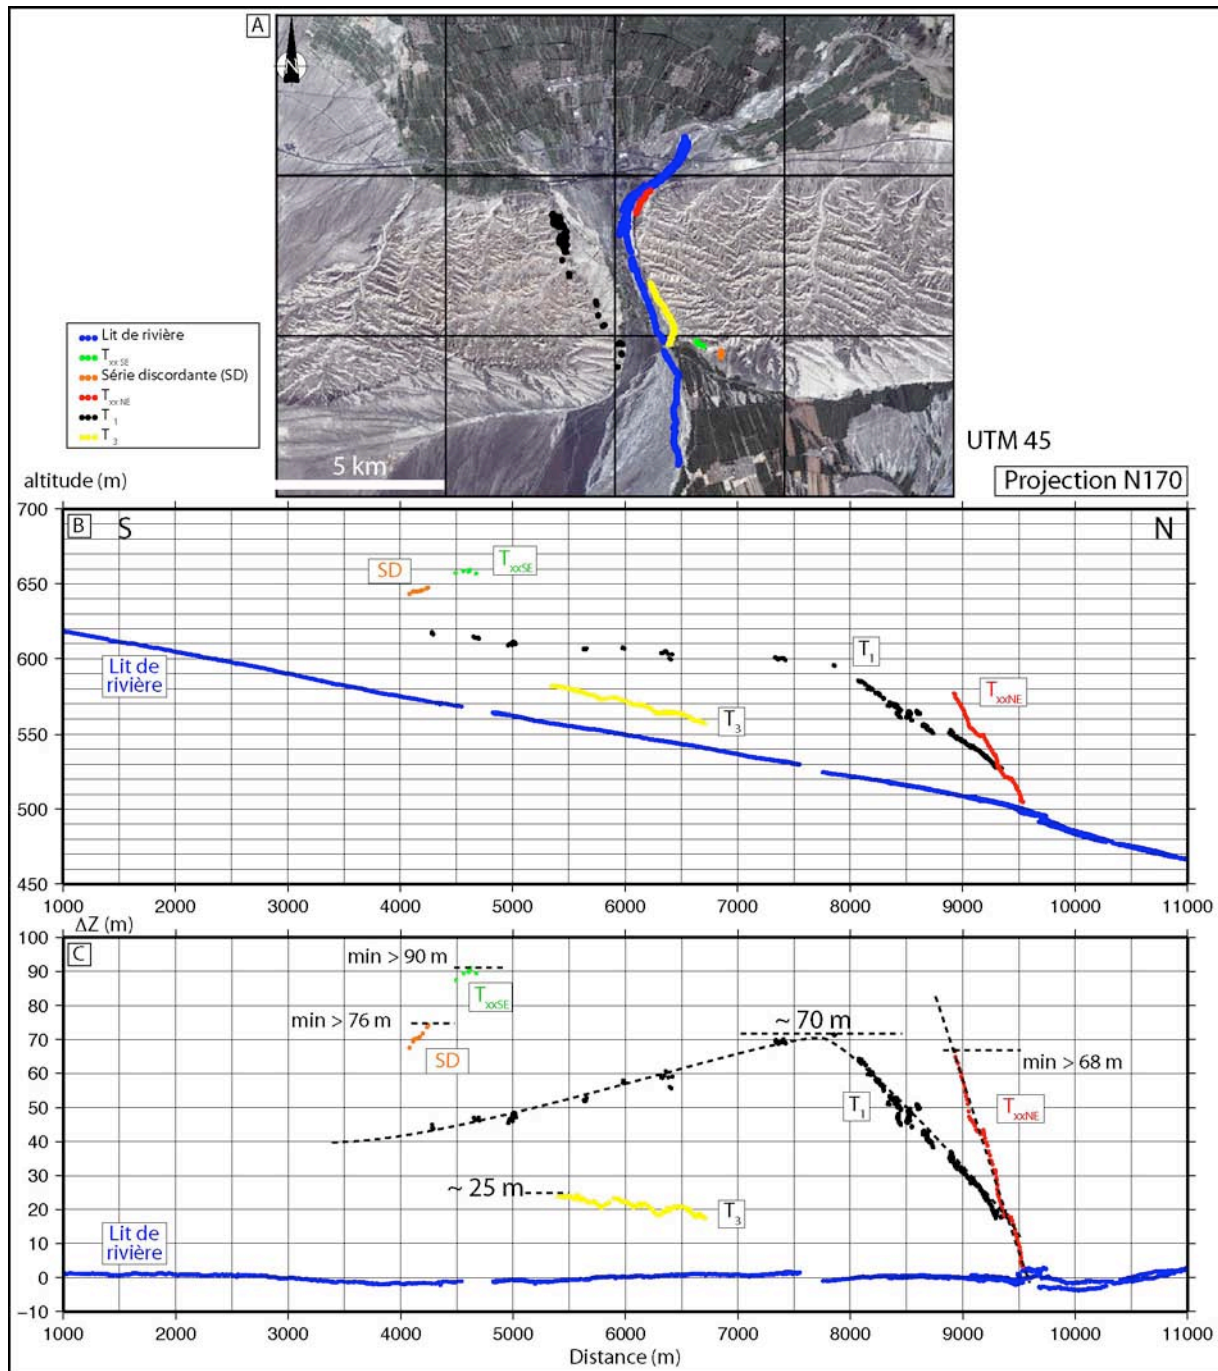 A
N
Lit de rivière
TxxSE
Série discordante (SD)
TxxNE
T1
T3
5 km
UTM 45
Projection N170
altitude (m)
B
S
N
700
650
600
550
500
450
SD
TxxSE
Lit de
rivière
T1
TxxNE
T3
1000 2000 3000 4000 5000 6000 7000 8000 9000 10000 11000
ΔZ (m)
C
100
90
80
70
60
50
40
30
20
10
0
−10
min > 90 m
TxxSE
min > 76 m
SD
~ 70 m
min > 68 m
T1
TxxNE
~ 25 m
T3
Lit de
rivière
1000 2000 3000 4000 5000 6000 7000 8000 9000 10000 11000
Distance (m)